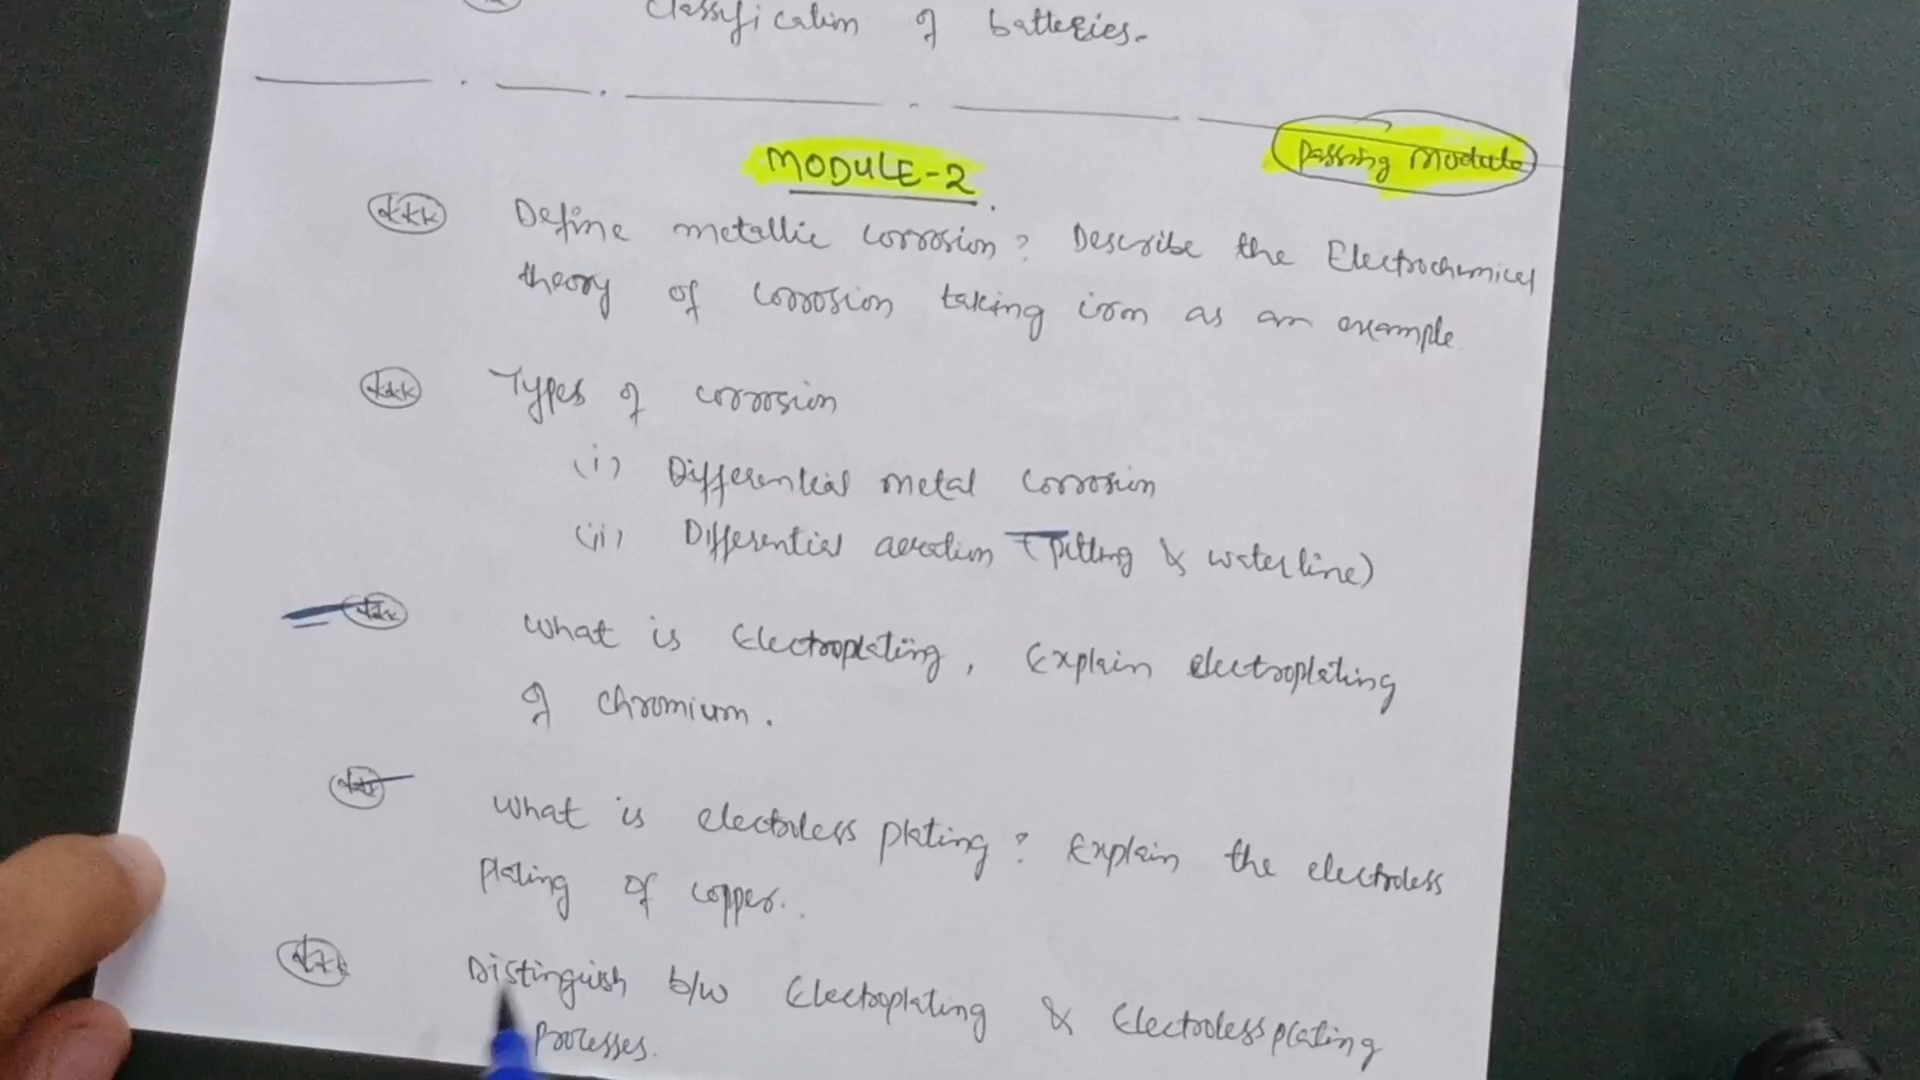 Classification of batteries.
MODULE-2
Passing Module
Define metallic corrosion? Describe the Electrochemical
theory of corrosion taking iron as an example.
Types of corrosion
(i) Differential metal corrosion
(ii) Differential aeration (pitting & waterline)
What is Electroplating, Explain electroplating
of chromium.
What is electroless plating? Explain the electroless
plating of copper.
Distinguish b/w Electroplating & Electroless plating
processes.